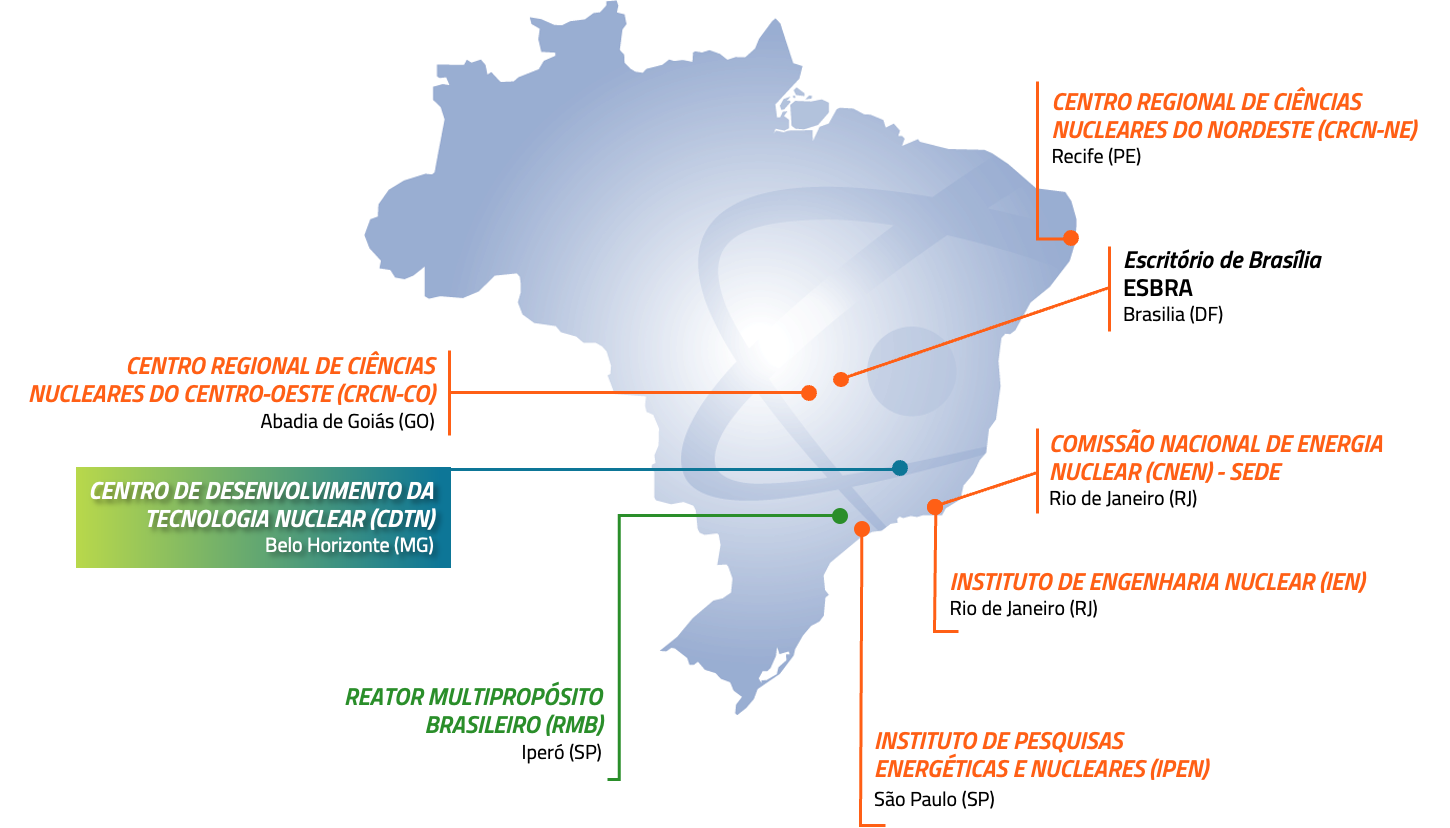 CENTRO REGIONAL DE CIÊNCIAS
NUCLEARES DO NORDESTE (CRCN-NE)
Recife (PE)
Escritório de Brasília
ESBRA
Brasilia (DF)
CENTRO REGIONAL DE CIÊNCIAS
NUCLEARES DO CENTRO-OESTE (CRCN-CO)
Abadia de Goiás (GO)
COMISSÃO NACIONAL DE ENERGIA
NUCLEAR (CNEN) - SEDE
Rio de Janeiro (RJ)
CENTRO DE DESENVOLVIMENTO DA
TECNOLOGIA NUCLEAR (CDTN)
Belo Horizonte (MG)
INSTITUTO DE ENGENHARIA NUCLEAR (IEN)
Rio de Janeiro (RJ)
REATOR MULTIPROPÓSITO
BRASILEIRO (RMB)
Iperó (SP)
INSTITUTO DE PESQUISAS
ENERGÉTICAS E NUCLEARES (IPEN)
São Paulo (SP)